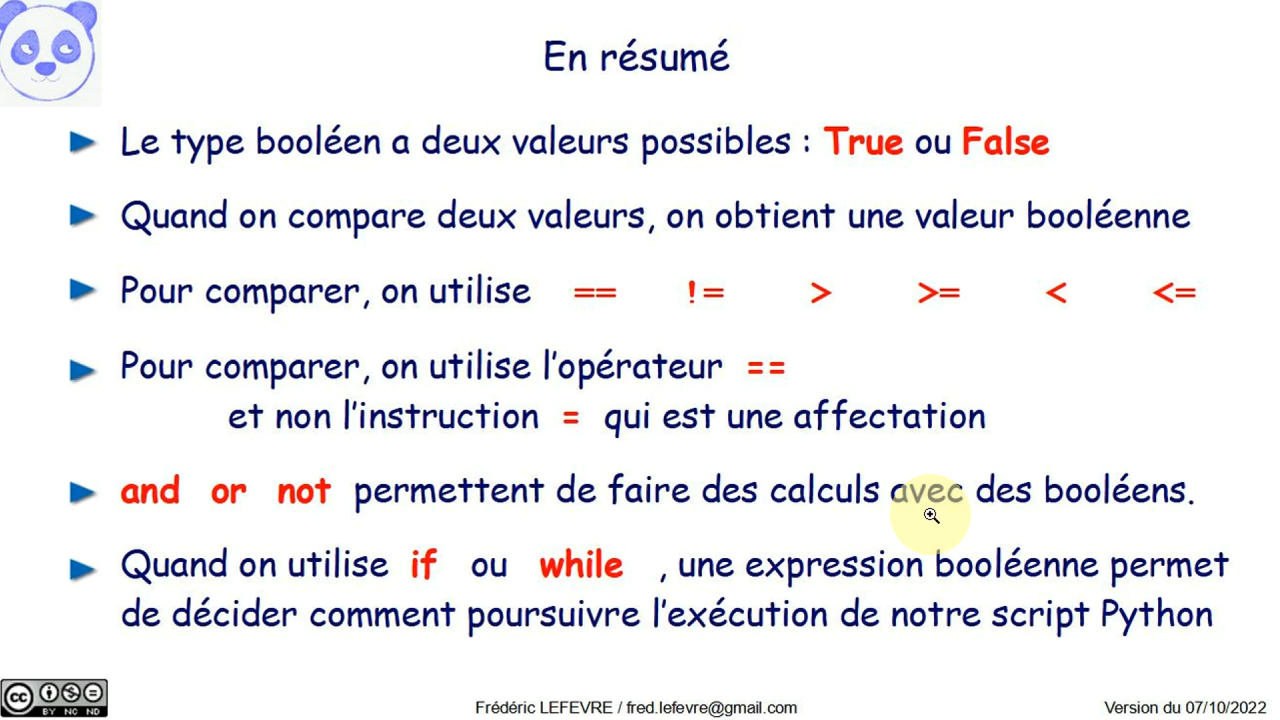 En résumé
Le type booléen a deux valeurs possibles : True ou False
Quand on compare deux valeurs, on obtient une valeur booléenne
Pour comparer, on utilise == != > >= < <=
Pour comparer, on utilise l'opérateur ==
et non l'instruction = qui est une affectation
and or not permettent de faire des calculs avec des booléens.
Quand on utilise if ou while , une expression booléenne permet
de décider comment poursuivre l'exécution de notre script Python
cc BY NC ND
Frédéric LEFEVRE / fred.lefevre@gmail.com
Version du 07/10/2022